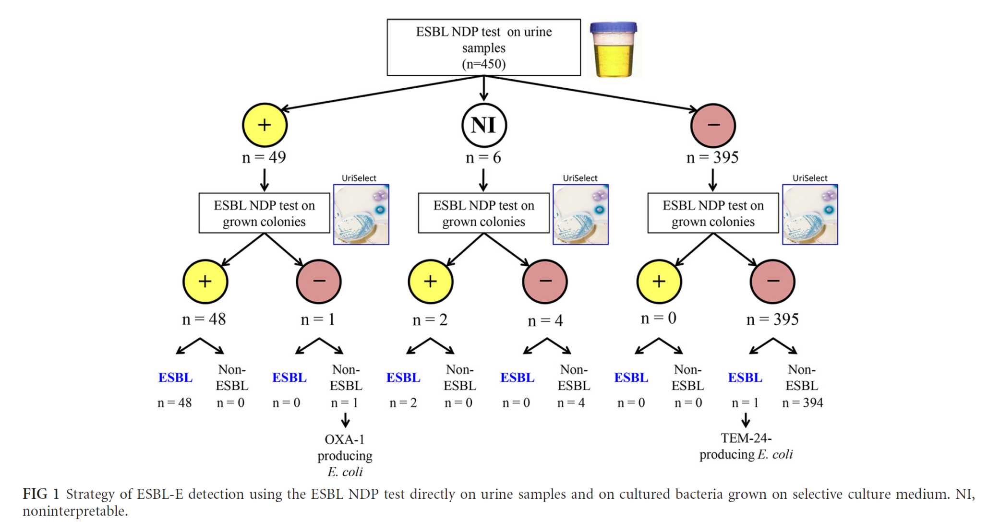 ESBL NDP test on urine
samples
(n=450)
+
NI
−
n = 49
n = 6
n = 395
UriSelect
UriSelect
UriSelect
ESBL NDP test on
grown colonies
ESBL NDP test on
grown colonies
ESBL NDP test on
grown colonies
+
−
+
−
+
−
n = 48
n = 1
n = 2
n = 4
n = 0
n = 395
ESBL
n = 48
Non-
ESBL
n = 0
ESBL
n = 0
Non-
ESBL
n = 1
ESBL
n = 2
Non-
ESBL
n = 0
ESBL
n = 0
Non-
ESBL
n = 4
ESBL
n = 0
Non-
ESBL
n = 0
ESBL
n = 1
Non-
ESBL
n = 394
OXA-1
producing
E. coli
TEM-24-
producing E. coli
FIG 1 Strategy of ESBL-E detection using the ESBL NDP test directly on urine samples and on cultured bacteria grown on selective culture medium. NI,
noninterpretable.